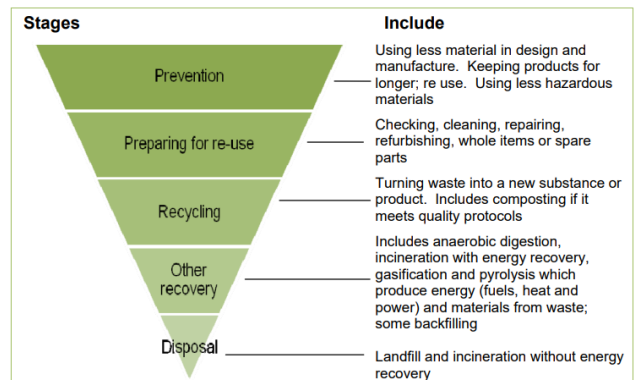 Stages
Include
Prevention
Using less material in design and
manufacture. Keeping products for
longer; re use. Using less hazardous
materials
Preparing for re-use
Checking, cleaning, repairing,
refurbishing, whole items or spare
parts
Recycling
Turning waste into a new substance or
product. Includes composting if it
meets quality protocols
Other
recovery
Includes anaerobic digestion,
incineration with energy recovery,
gasification and pyrolysis which
produce energy (fuels, heat and
power) and materials from waste;
some backfilling
Disposal
Landfill and incineration without energy
recovery